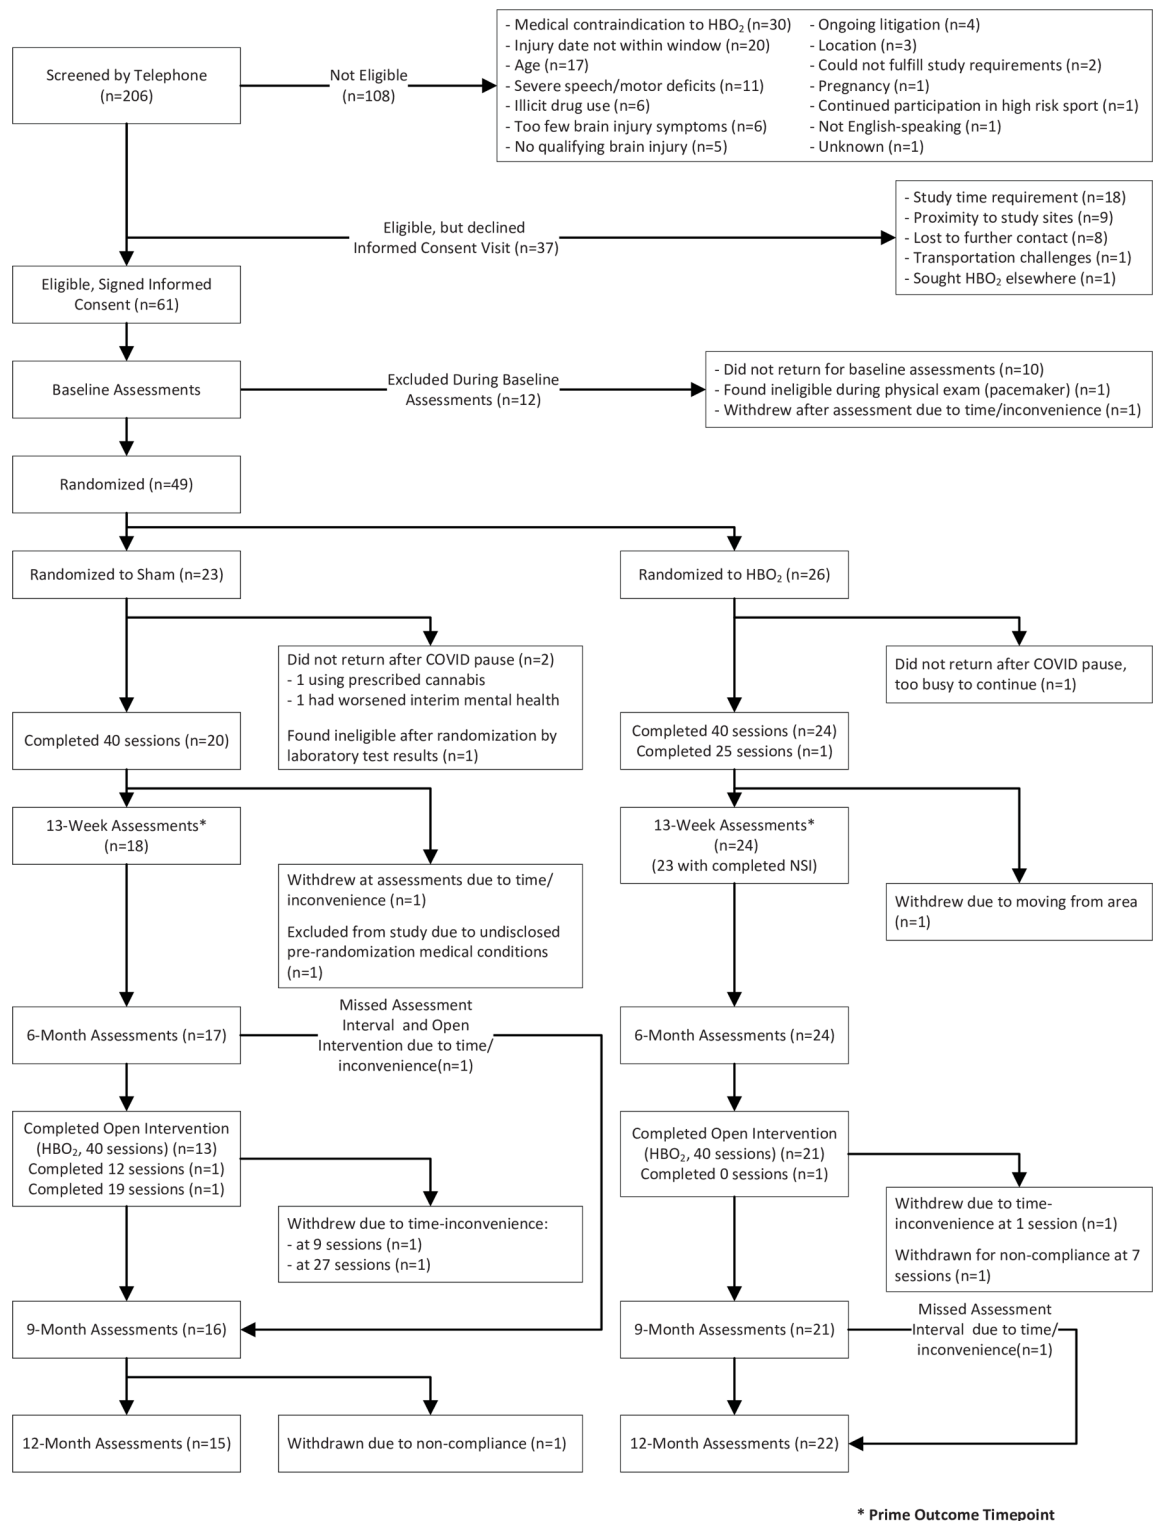 Screened by Telephone
(n=206)
Not Eligible
(n=108)
- Medical contraindication to HBO₂ (n=30)
- Injury date not within window (n=20)
- Age (n=17)
- Severe speech/motor deficits (n=11)
- Illicit drug use (n=6)
- Too few brain injury symptoms (n=6)
- No qualifying brain injury (n=5)
- Ongoing litigation (n=4)
- Location (n=3)
- Could not fulfill study requirements (n=2)
- Pregnancy (n=1)
- Continued participation in high risk sport (n=1)
- Not English-speaking (n=1)
- Unknown (n=1)
Eligible, but declined
Informed Consent Visit (n=37)
- Study time requirement (n=18)
- Proximity to study sites (n=9)
- Lost to further contact (n=8)
- Transportation challenges (n=1)
- Sought HBO₂ elsewhere (n=1)
Eligible, Signed Informed
Consent (n=61)
Baseline Assessments
Excluded During Baseline
Assessments (n=12)
- Did not return for baseline assessments (n=10)
- Found ineligible during physical exam (pacemaker) (n=1)
- Withdrew after assessment due to time/inconvenience (n=1)
Randomized (n=49)
Randomized to Sham (n=23)
Randomized to HBO₂ (n=26)
Did not return after COVID pause (n=2)
- 1 using prescribed cannabis
- 1 had worsened interim mental health
Found ineligible after randomization by
laboratory test results (n=1)
Did not return after COVID pause,
too busy to continue (n=1)
Completed 40 sessions (n=20)
Completed 40 sessions (n=24)
Completed 25 sessions (n=1)
13-Week Assessments*
(n=18)
13-Week Assessments*
(n=24)
(23 with completed NSI)
Withdrew at assessments due to time/
inconvenience (n=1)
Excluded from study due to undisclosed
pre-randomization medical conditions
(n=1)
Withdrew due to moving from area
(n=1)
6-Month Assessments (n=17)
Missed Assessment
Interval and Open
Intervention due to time/
inconvenience(n=1)
6-Month Assessments (n=24)
Completed Open Intervention
(HBO₂, 40 sessions) (n=13)
Completed 12 sessions (n=1)
Completed 19 sessions (n=1)
Completed Open Intervention
(HBO₂, 40 sessions) (n=21)
Completed 0 sessions (n=1)
Withdrew due to time-inconvenience:
- at 9 sessions (n=1)
- at 27 sessions (n=1)
Withdrew due to time-
inconvenience at 1 session (n=1)
Withdrawn for non-compliance at 7
sessions (n=1)
9-Month Assessments (n=16)
9-Month Assessments (n=21)
Missed Assessment
Interval due to time/
inconvenience(n=1)
12-Month Assessments (n=15)
Withdrawn due to non-compliance (n=1)
12-Month Assessments (n=22)
* Prime Outcome Timepoint